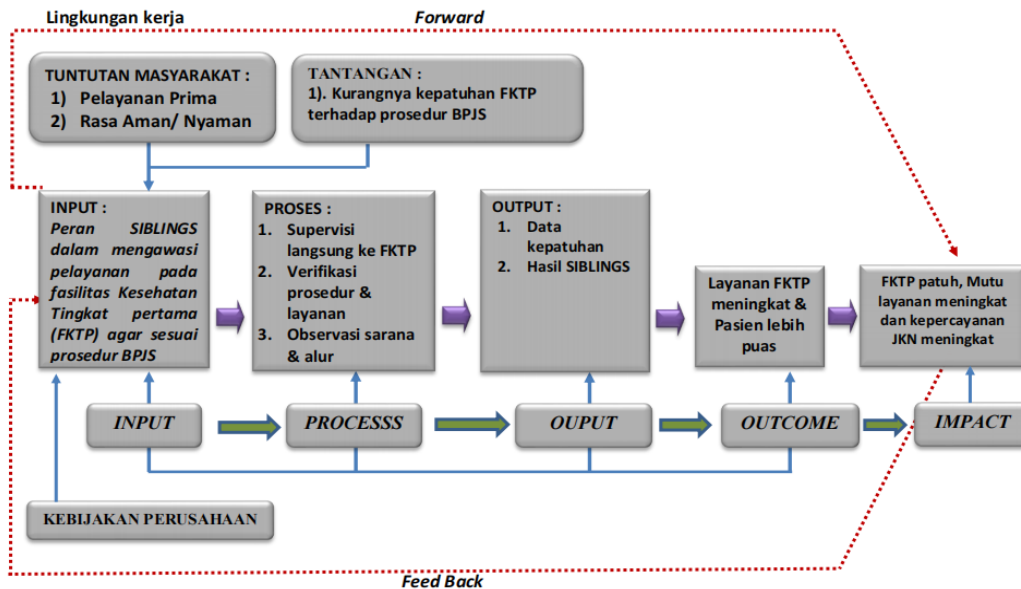 Lingkungan kerja
Forward
TUNTUTAN MASYARAKAT :
1) Pelayanan Prima
2) Rasa Aman/ Nyaman
TANTANGAN :
1). Kurangnya kepatuhan FKTP
terhadap prosedur BPJS
INPUT :
Peran SIBLINGS
dalam mengawasi
pelayanan pada
fasilitas Kesehatan
Tingkat pertama
(FKTP) agar sesuai
prosedur BPJS
PROSES :
1. Supervisi
langsung ke FKTP
2. Verifikasi
prosedur &
layanan
3. Observasi sarana
& alur
OUTPUT :
1. Data
kepatuhan
2. Hasil SIBLINGS
Layanan FKTP
meningkat &
Pasien lebih
puas
FKTP patuh, Mutu
layanan meningkat
dan kepercayanan
JKN meningkat
INPUT
PROCESSS
OUPUT
OUTCOME
IMPACT
KEBIJAKAN PERUSAHAAN
Feed Back